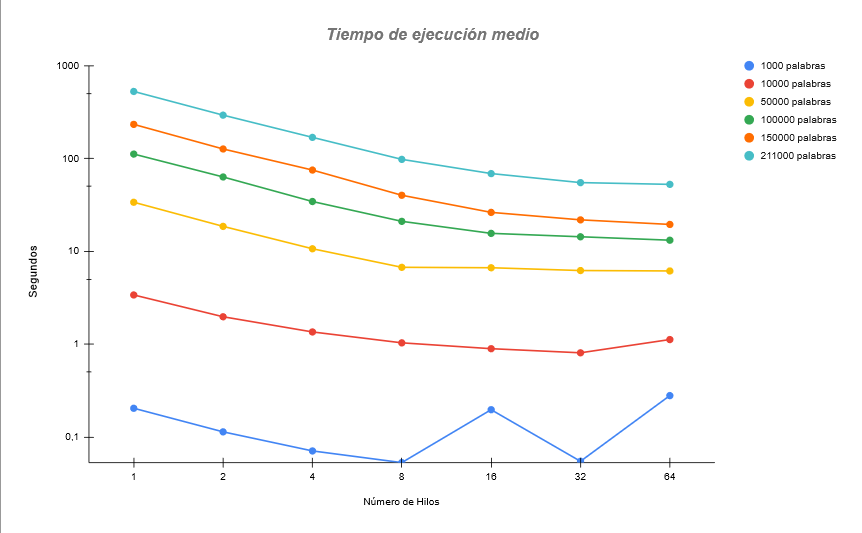 Tiempo de ejecución medio
1000 palabras
10000 palabras
50000 palabras
100000 palabras
150000 palabras
211000 palabras
Segundos
1000
100
10
1
0,1
1 2 4 8 16 32 64
Número de Hilos